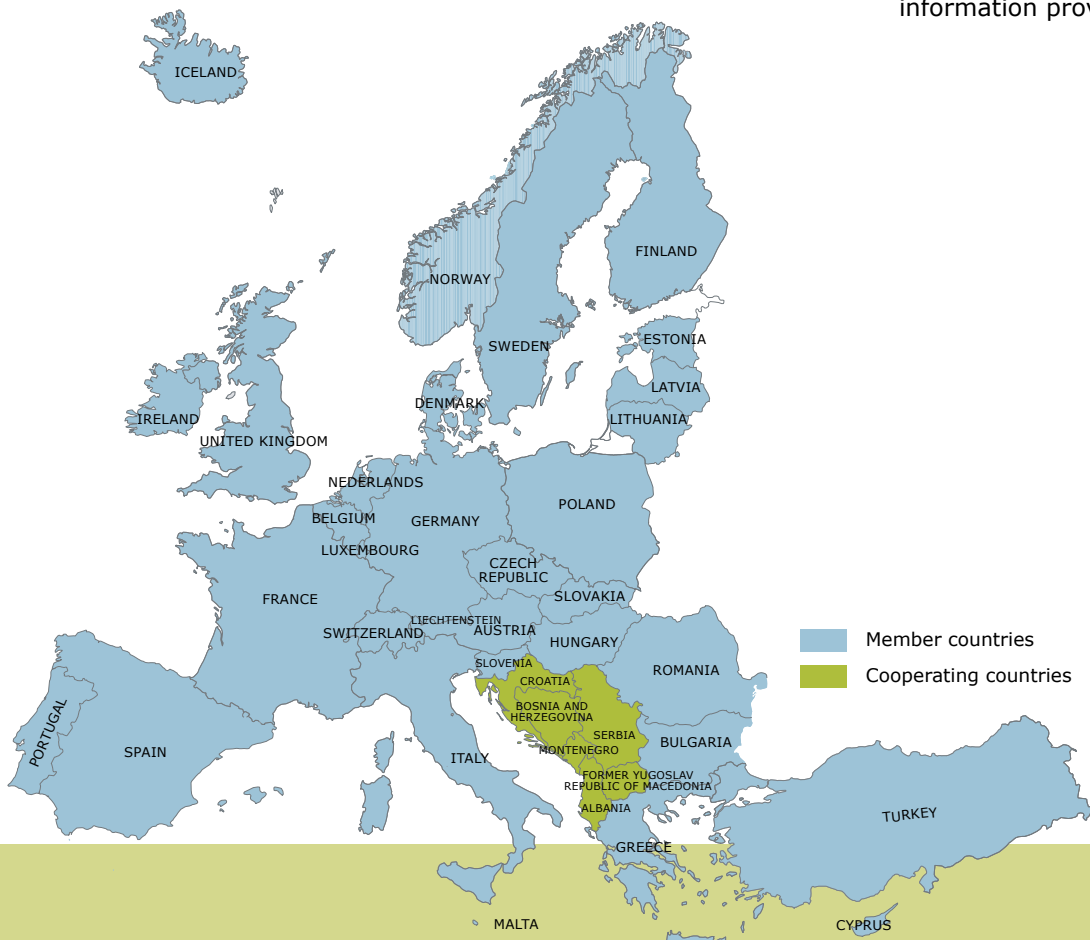 information prov
ICELAND
FINLAND
NORWAY
ESTONIA
SWEDEN
LATVIA
DENMARK
IRELAND
LITHUANIA
UNITED KINGDOM
NEDERLANDS
POLAND
BELGIUM
GERMANY
LUXEMBOURG
CZECH
REPUBLIC
SLOVAKIA
FRANCE
LIECHTENSTEIN
SWITZERLAND
AUSTRIA
HUNGARY
Member countries
SLOVENIA
ROMANIA
Cooperating countries
CROATIA
BOSNIA AND
HERZEGOVINA
PORTUGAL
SERBIA
BULGARIA
SPAIN
MONTENEGRO
ITALY
FORMER YUGOSLAV
REPUBLIC OF MACEDONIA
ALBANIA
TURKEY
GREECE
MALTA
CYPRUS